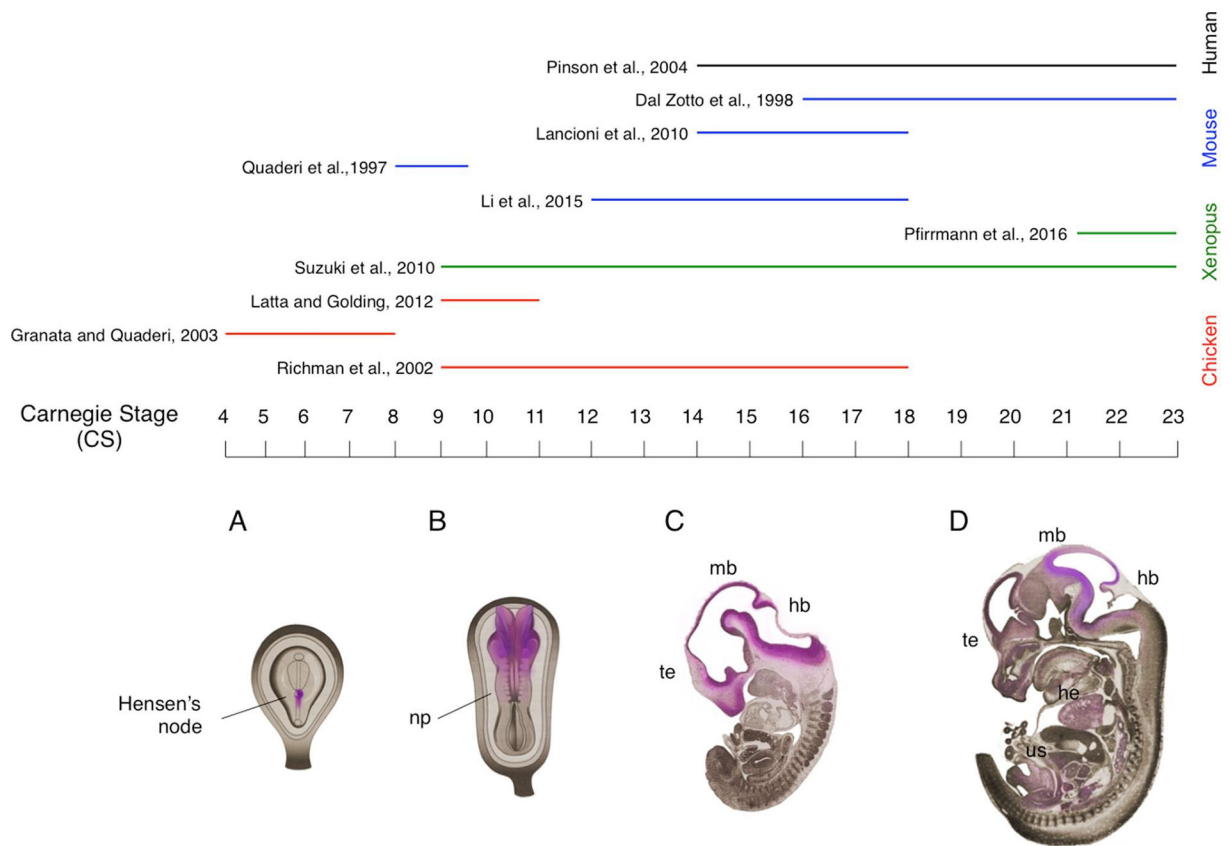 Human
Pinson et al., 2004
Mouse
Dal Zotto et al., 1998
Lancioni et al., 2010
Quaderi et al.,1997
Li et al., 2015
Xenopus
Pfirrmann et al., 2016
Suzuki et al., 2010
Chicken
Latta and Golding, 2012
Granata and Quaderi, 2003
Richman et al., 2002
Carnegie Stage
(CS)
4 5 6 7 8 9 10 11 12 13 14 15 16 17 18 19 20 21 22 23
A
Hensen's
node
B
np
C
mb
hb
te
D
mb
hb
te
he
us